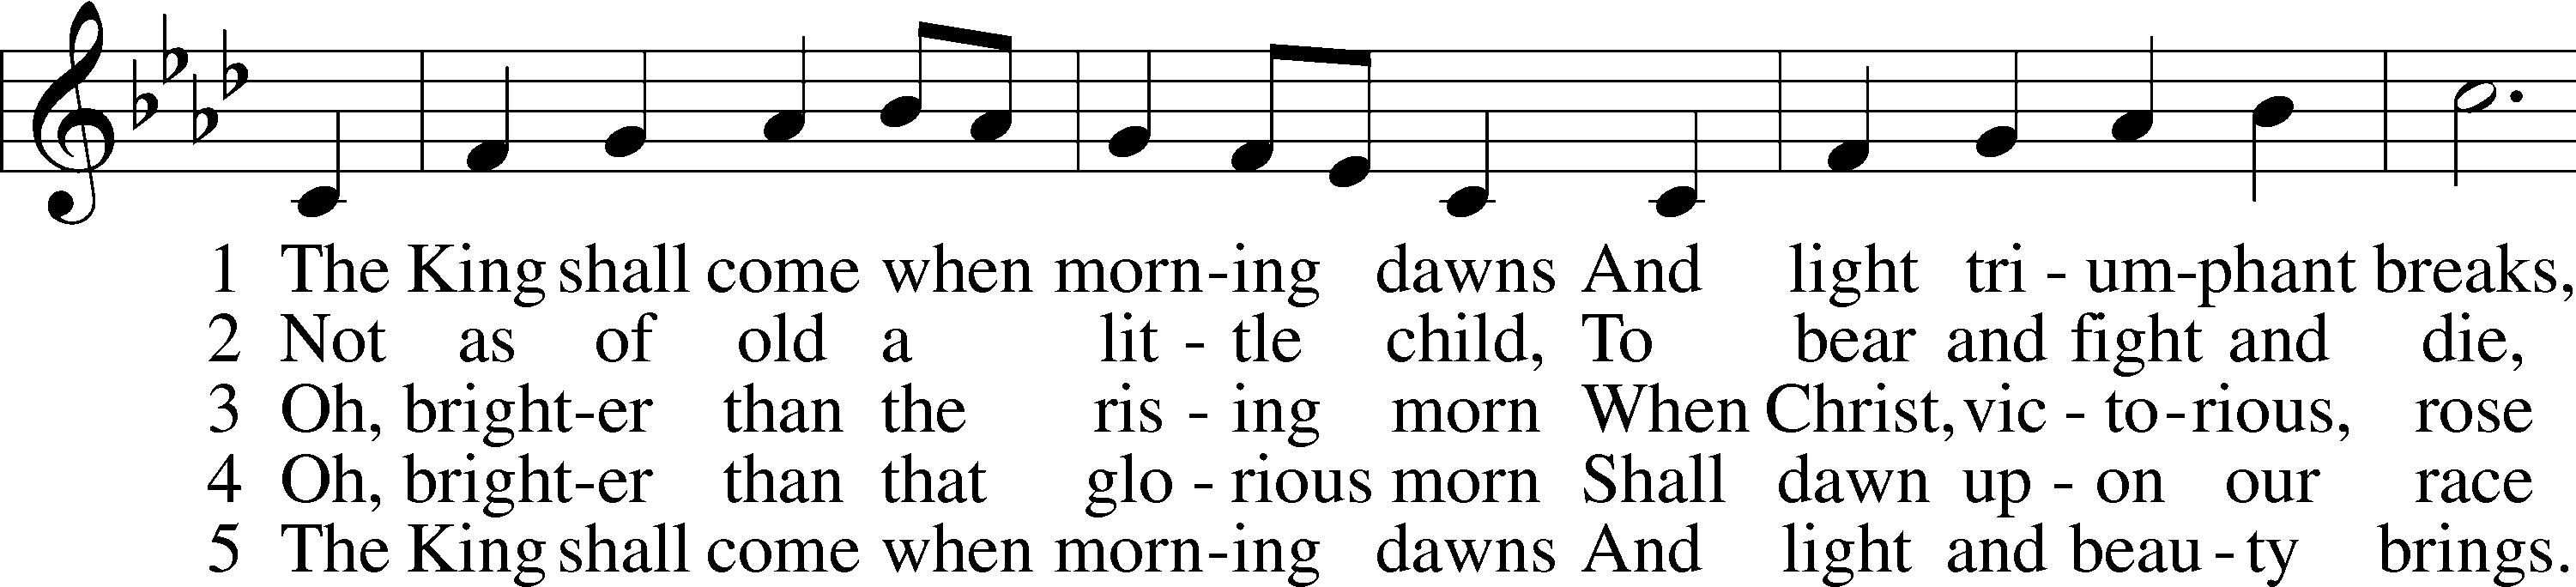 1 The King shall come when morn-ing dawns And light tri - um-phant breaks,
2 Not as of old a lit - tle child, To bear and fight and die,
3 Oh, bright-er than the ris - ing morn When Christ, vic - to-rious, rose
4 Oh, bright-er than that glo - rious morn Shall dawn up - on our race
5 The King shall come when morn-ing dawns And light and beau - ty brings.